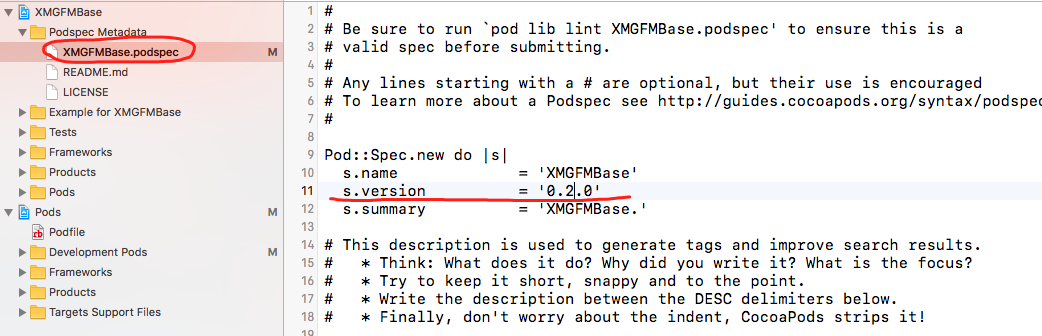 XMGFMBase
Podspec Metadata
XMGFMBase.podspec M
README.md
LICENSE
Example for XMGFMBase
Tests
Frameworks
Products
Pods
Pods M
Podfile
Development Pods M
Frameworks
Products
Targets Support Files
1 #
2 # Be sure to run `pod lib lint XMGFMBase.podspec' to ensure this is a
3 # valid spec before submitting.
4 #
5 # Any lines starting with a # are optional, but their use is encouraged
6 # To learn more about a Podspec see http://guides.cocoapods.org/syntax/podspec
7 #
8
9 Pod::Spec.new do |s|
10 s.name = 'XMGFMBase'
11 s.version = '0.2.0'
12 s.summary = 'XMGFMBase.'
13
14 # This description is used to generate tags and improve search results.
15 # * Think: What does it do? Why did you write it? What is the focus?
16 # * Try to keep it short, snappy and to the point.
17 # * Write the description between the DESC delimiters below.
18 # * Finally, don't worry about the indent, CocoaPods strips it!